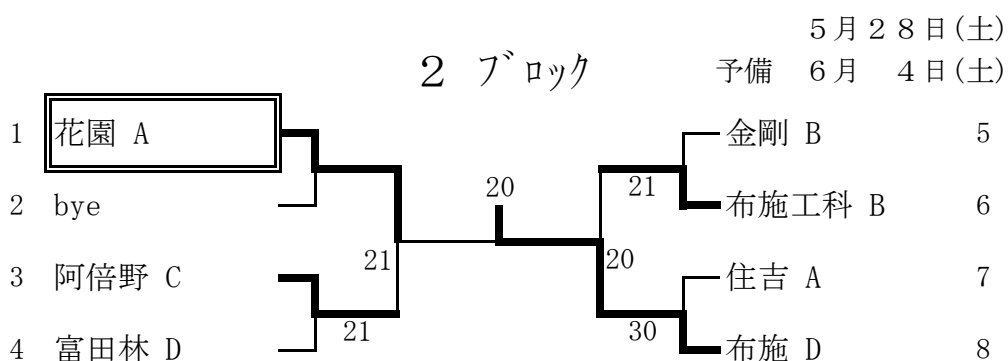 ５月２８日(土)
２ ブロック
予備　６月　４日(土)
1 花園 A
金剛 B 5
20
21
2 bye
布施工科 B 6
21
20
3 阿倍野 C
住吉 A 7
21
30
4 富田林 D
布施 D 8